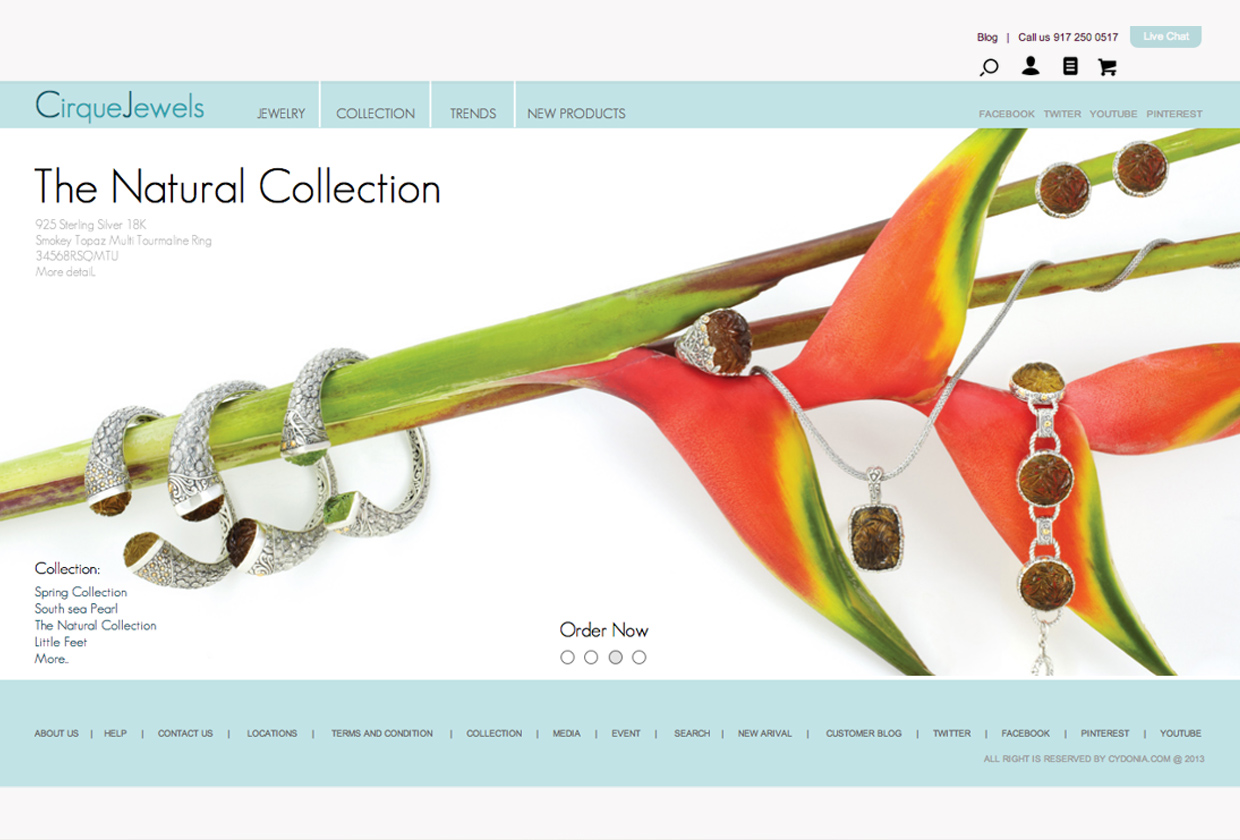 Blog | Call us 917 250 0517 Live Chat
CirqueJewels JEWELRY COLLECTION TRENDS NEW PRODUCTS FACEBOOK TWITER YOUTUBE PINTEREST
The Natural Collection
925 Sterling Silver 18K
Smokey Topaz Multi Tourmaline Ring
34568RSQMTU
More detail.
Collection:
Spring Collection
South sea Pearl
The Natural Collection
Little Feet
More..
Order Now
ABOUT US | HELP | CONTACT US | LOCATIONS | TERMS AND CONDITION | COLLECTION | MEDIA | EVENT | SEARCH | NEW ARIVAL | CUSTOMER BLOG | TWITTER | FACEBOOK | PINTEREST | YOUTUBE
ALL RIGHT IS RESERVED BY CYDONIA.COM @ 2013